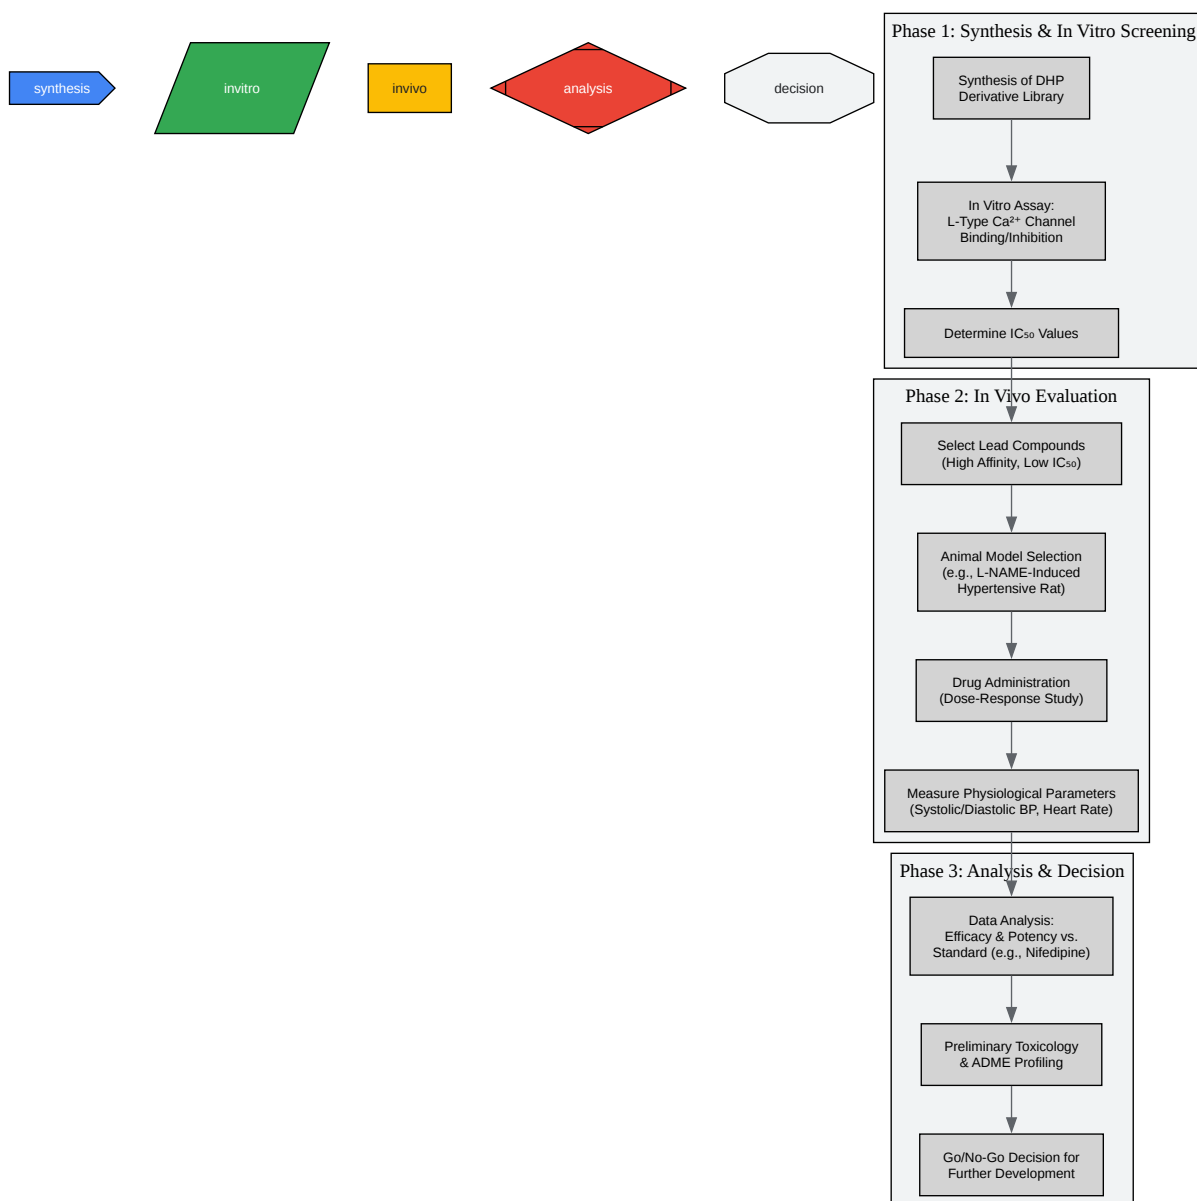 synthesis
invitro
invivo
analysis
decision
Phase 1: Synthesis & In Vitro Screening
Synthesis of DHP
Derivative Library
In Vitro Assay:
L-Type Ca²⁺ Channel
Binding/Inhibition
Determine IC₅₀ Values
Phase 2: In Vivo Evaluation
Select Lead Compounds
(High Affinity, Low IC₅₀)
Animal Model Selection
(e.g., L-NAME-Induced
Hypertensive Rat)
Drug Administration
(Dose-Response Study)
Measure Physiological Parameters
(Systolic/Diastolic BP, Heart Rate)
Phase 3: Analysis & Decision
Data Analysis:
Efficacy & Potency vs.
Standard (e.g., Nifedipine)
Preliminary Toxicology
& ADME Profiling
Go/No-Go Decision for
Further Development